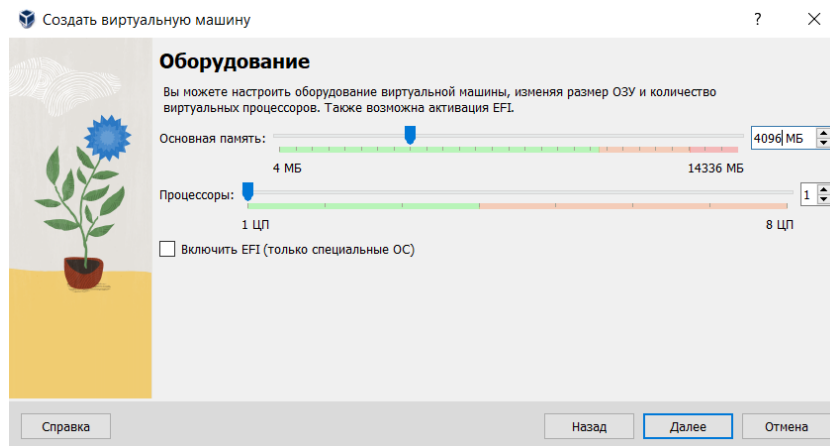 Создать виртуальную машину
?
Оборудование
Вы можете настроить оборудование виртуальной машины, изменяя размер ОЗУ и количество
виртуальных процессоров. Также возможна активация EFI.
Основная память:
4096 МБ
4 МБ
14336 МБ
Процессоры:
1
1 ЦП
8 ЦП
Включить EFI (только специальные ОС)
Справка
Назад
Далее
Отмена